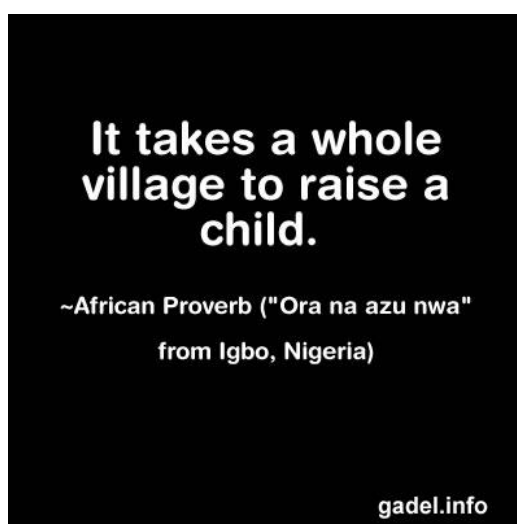 It takes a whole
village to raise a
child.
~African Proverb ("Ora na azu nwa"
from Igbo, Nigeria)
gadel.info